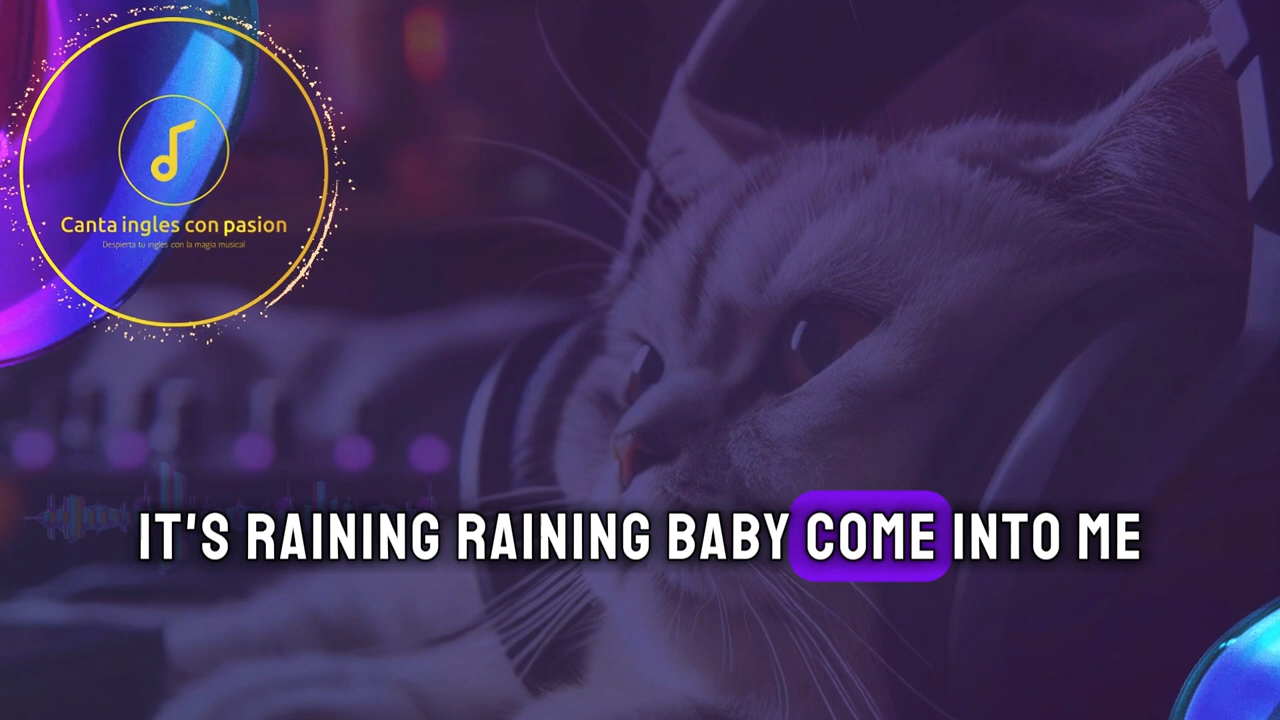 Canta ingles con pasion
Despierta tu ingles con la magia musical
IT'S RAINING RAINING BABY COME INTO ME